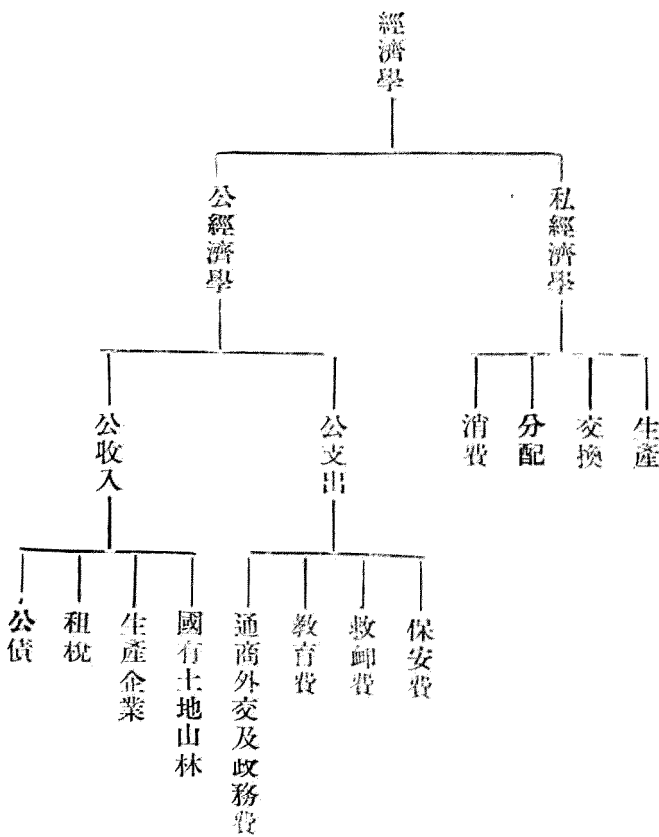 經濟學
私經濟學
公經濟學
生產
交換
分配
消費
公支出
公收入
保安費
救卹費
教育費
通商外交及政務費
國有土地山林
生產企業
租稅
公債